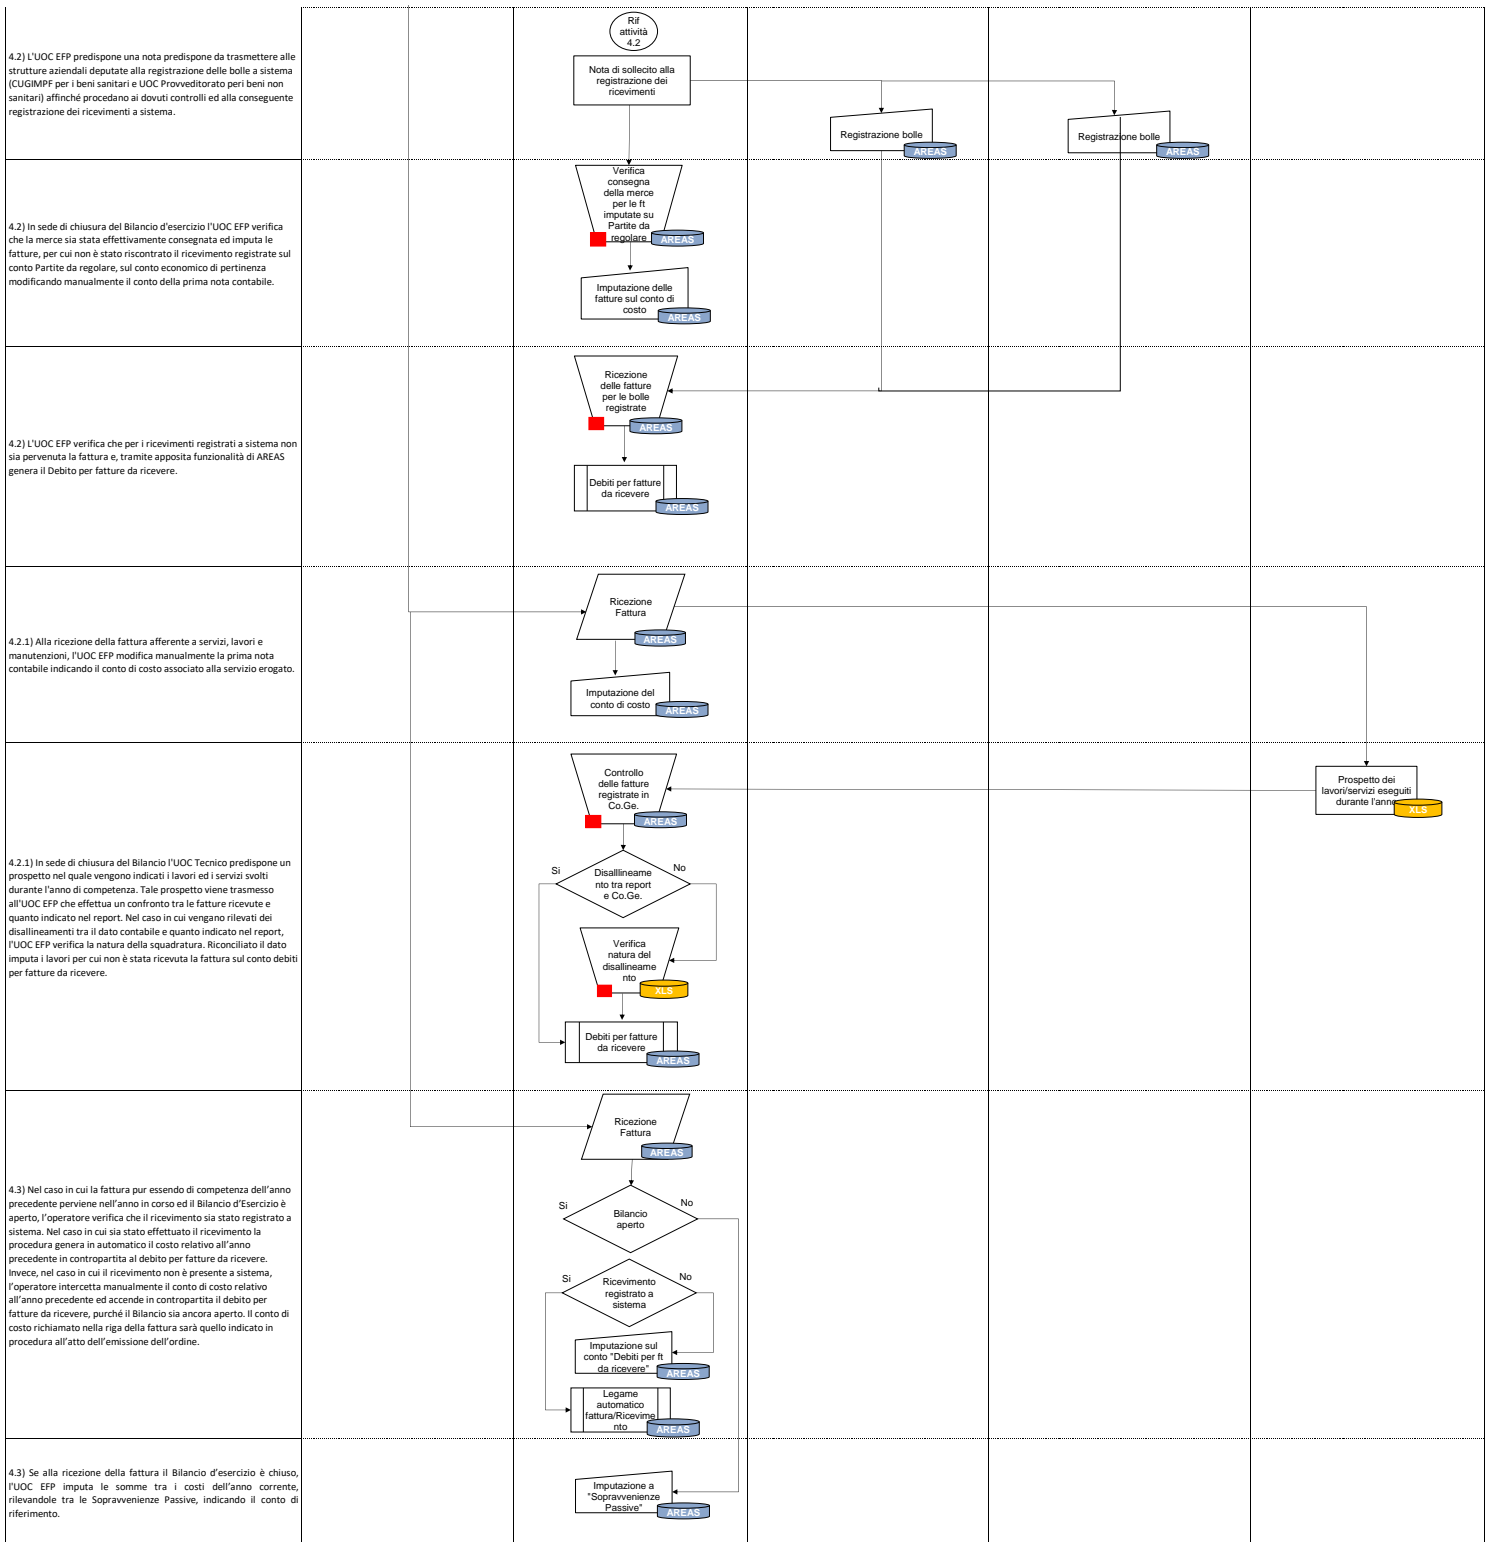 Rif
attività
4.2
4.2) L'UOC EFP predispone una nota predispone da trasmettere alle
strutture aziendali deputate alla registrazione delle bolle a sistema
(CUGIMPF per i beni sanitari e UOC Provveditorato peri beni non
sanitari) affinché procedano ai dovuti controlli ed alla conseguente
registrazione dei ricevimenti a sistema.
Nota di sollecito alla
registrazione dei
ricevimenti
Registrazione bolle
AREAS
Registrazione bolle
AREAS
4.2) In sede di chiusura del Bilancio d'esercizio l'UOC EFP verifica
che la merce sia stata effettivamente consegnata ed imputa le
fatture, per cui non è stato riscontrato il ricevimento registrate sul
conto Partite da regolare, sul conto economico di pertinenza
modificando manualmente il conto della prima nota contabile.
Verifica
consegna
della merce
per le ft
imputate su
Partite da
regolare
AREAS
Imputazione delle
fatture sul conto di
costo
AREAS
4.2) L'UOC EFP verifica che per i ricevimenti registrati a sistema non
sia pervenuta la fattura e, tramite apposita funzionalità di AREAS
genera il Debito per fatture da ricevere.
Ricezione
delle fatture
per le bolle
registrate
AREAS
Debiti per fatture
da ricevere
AREAS
4.2.1) Alla ricezione della fattura afferente a servizi, lavori e
manutenzioni, l'UOC EFP modifica manualmente la prima nota
contabile indicando il conto di costo associato alla servizio erogato.
Ricezione
Fattura
AREAS
Imputazione del
conto di costo
AREAS
4.2.1) In sede di chiusura del Bilancio l'UOC Tecnico predispone un
prospetto nel quale vengono indicati i lavori ed i servizi svolti
durante l'anno di competenza. Tale prospetto viene trasmesso
all'UOC EFP che effettua un confronto tra le fatture ricevute e
quanto indicato nel report. Nel caso in cui vengano rilevati dei
disallineamenti tra il dato contabile e quanto indicato nel report,
l'UOC EFP verifica la natura della squadratura. Riconciliato il dato
imputa i lavori per cui non è stata ricevuta la fattura sul conto debiti
per fatture da ricevere.
Controllo
delle fatture
registrate in
Co.Ge.
AREAS
Prospetto dei
lavori/servizi eseguiti
durante l'anno
XLS
Si
No
Disalllineame
nto tra report
e Co.Ge.
Verifica
natura del
disallineame
nto
XLS
Debiti per fatture
da ricevere
AREAS
4.3) Nel caso in cui la fattura pur essendo di competenza dell'anno
precedente perviene nell'anno in corso ed il Bilancio d'Esercizio è
aperto, l'operatore verifica che il ricevimento sia stato registrato a
sistema. Nel caso in cui sia stato effettuato il ricevimento la
procedura genera in automatico il costo relativo all'anno
precedente in contropartita al debito per fatture da ricevere.
Invece, nel caso in cui il ricevimento non è presente a sistema,
l'operatore intercetta manualmente il conto di costo relativo
all'anno precedente ed accende in contropartita il debito per
fatture da ricevere, purché il Bilancio sia ancora aperto. Il conto di
costo richiamato nella riga della fattura sarà quello indicato in
procedura all'atto dell'emissione dell'ordine.
Ricezione
Fattura
AREAS
Si
No
Bilancio
aperto
Si
No
Ricevimento
registrato a
sistema
Imputazione sul
conto "Debiti per ft
da ricevere"
AREAS
Legame
automatico
fattura/Ricevime
nto
AREAS
4.3) Se alla ricezione della fattura il Bilancio d'esercizio è chiuso,
l'UOC EFP imputa le somme tra i costi dell'anno corrente,
rilevandole tra le Sopravvenienze Passive, indicando il conto di
riferimento.
Imputazione a
"Sopravvenienze
Passive"
AREAS